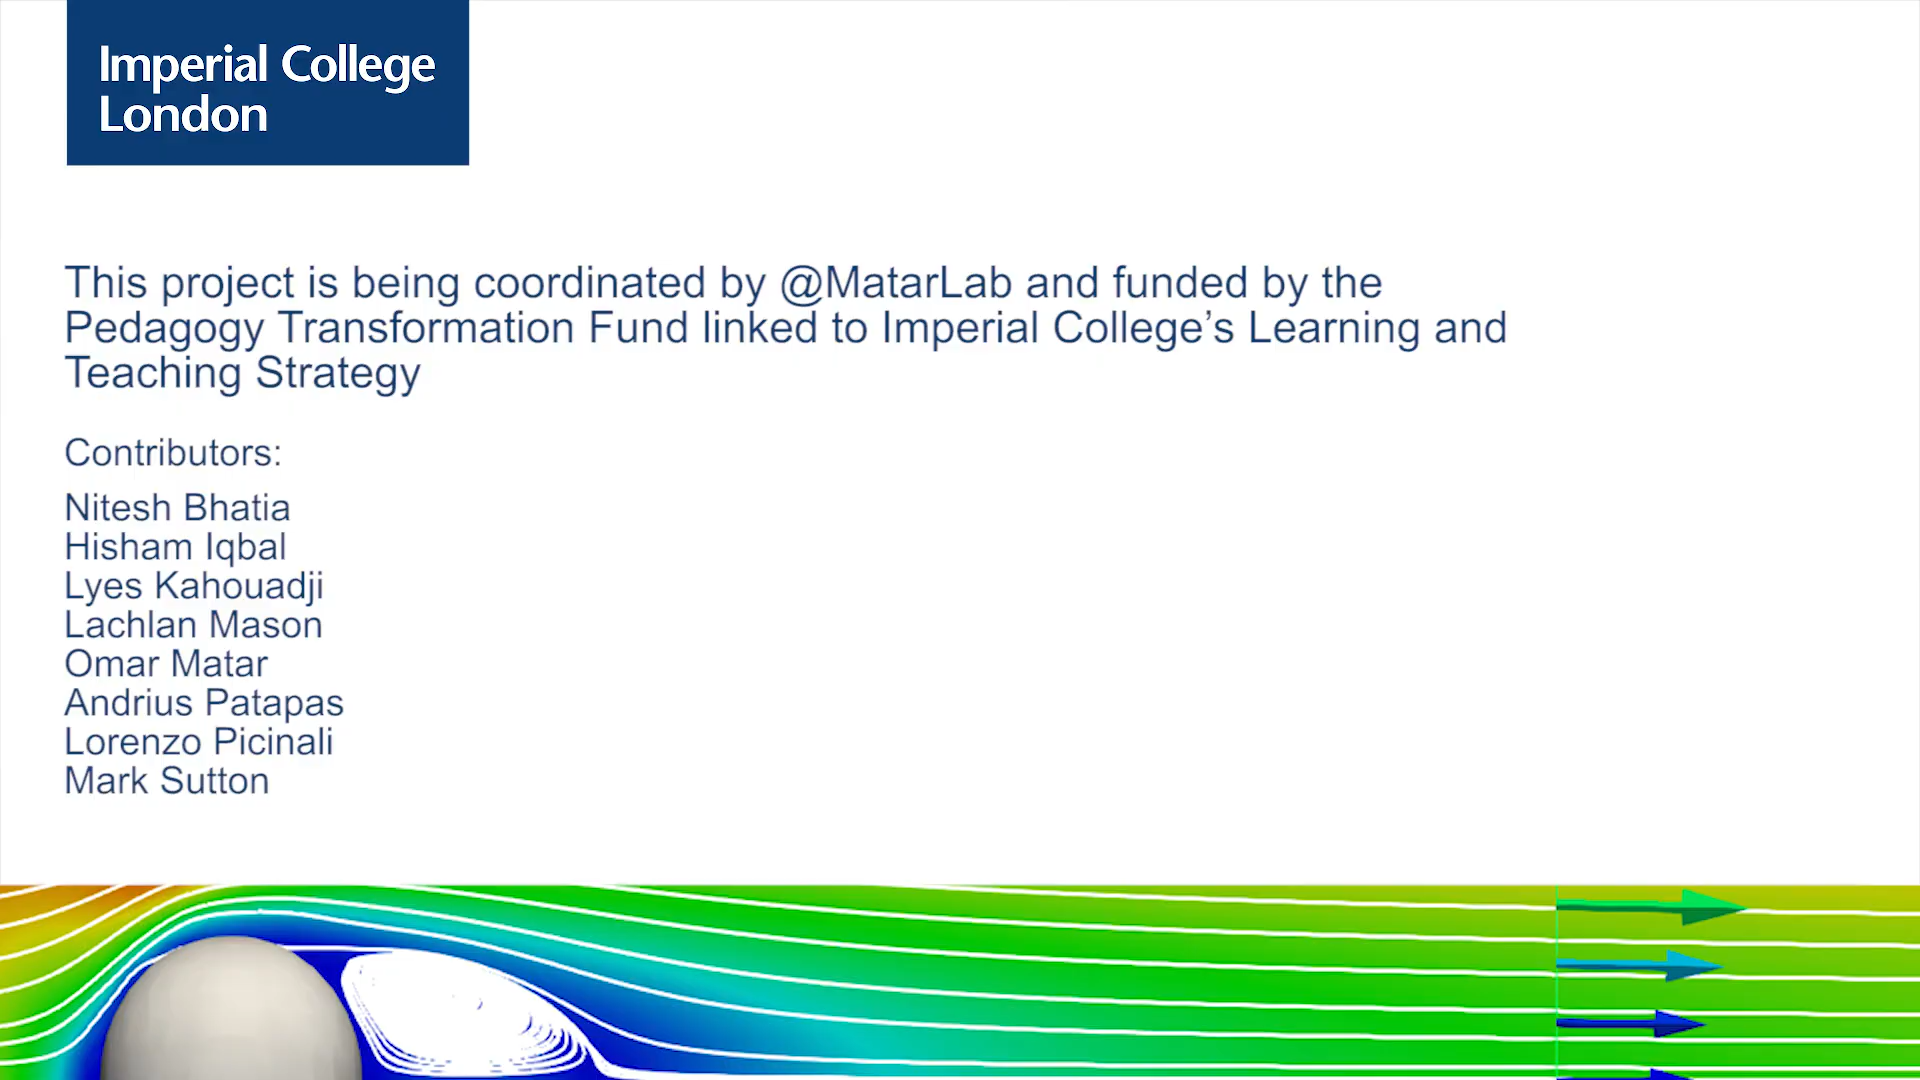 Imperial College
London
This project is being coordinated by @MatarLab and funded by the
Pedagogy Transformation Fund linked to Imperial College’s Learning and
Teaching Strategy
Contributors:
Nitesh Bhatia
Hisham Iqbal
Lyes Kahouadji
Lachlan Mason
Omar Matar
Andrius Patapas
Lorenzo Picinali
Mark Sutton